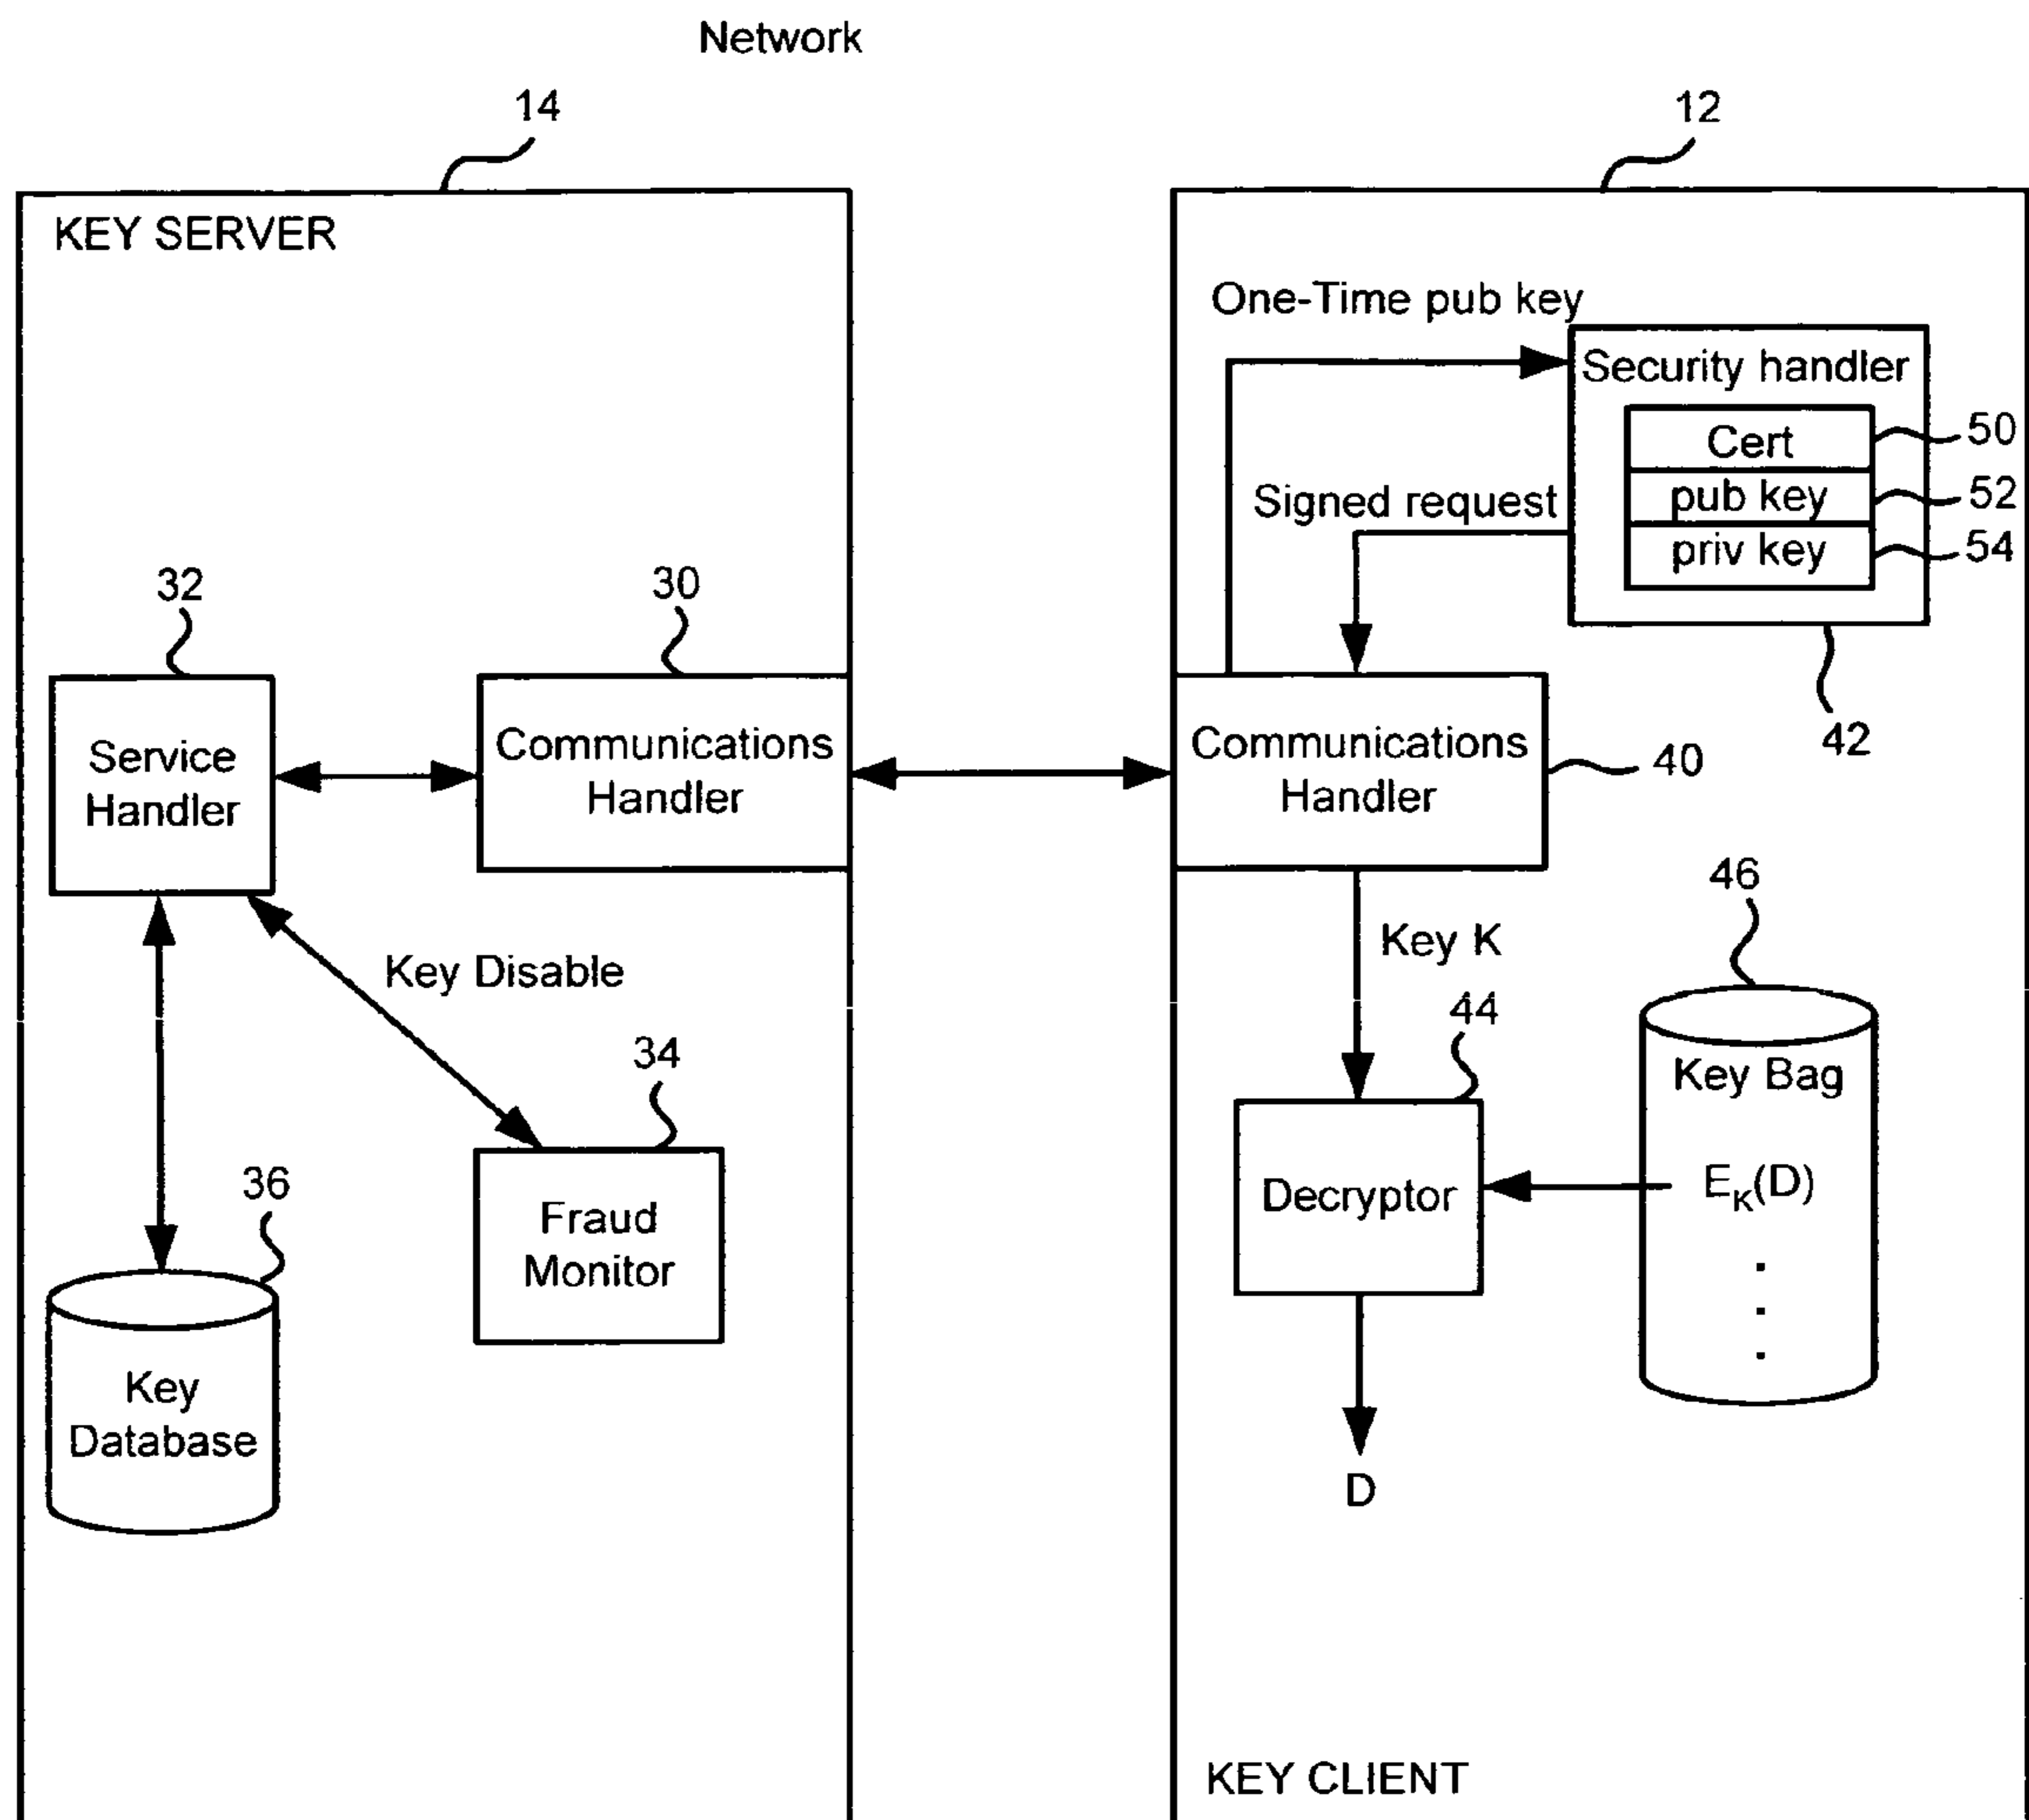 Network
14
12
KEY SERVER
One-Time pub key
Security handler
Cert
50
pub key
52
Signed request
priv key
54
32
30
42
Service
Handler
Communications
Handler
Communications
Handler
40
46
Key K
Key Disable
44
34
Key Bag
36
Decryptor
E_K(D)
Fraud
Monitor
.
.
.
Key
Database
D
KEY CLIENT